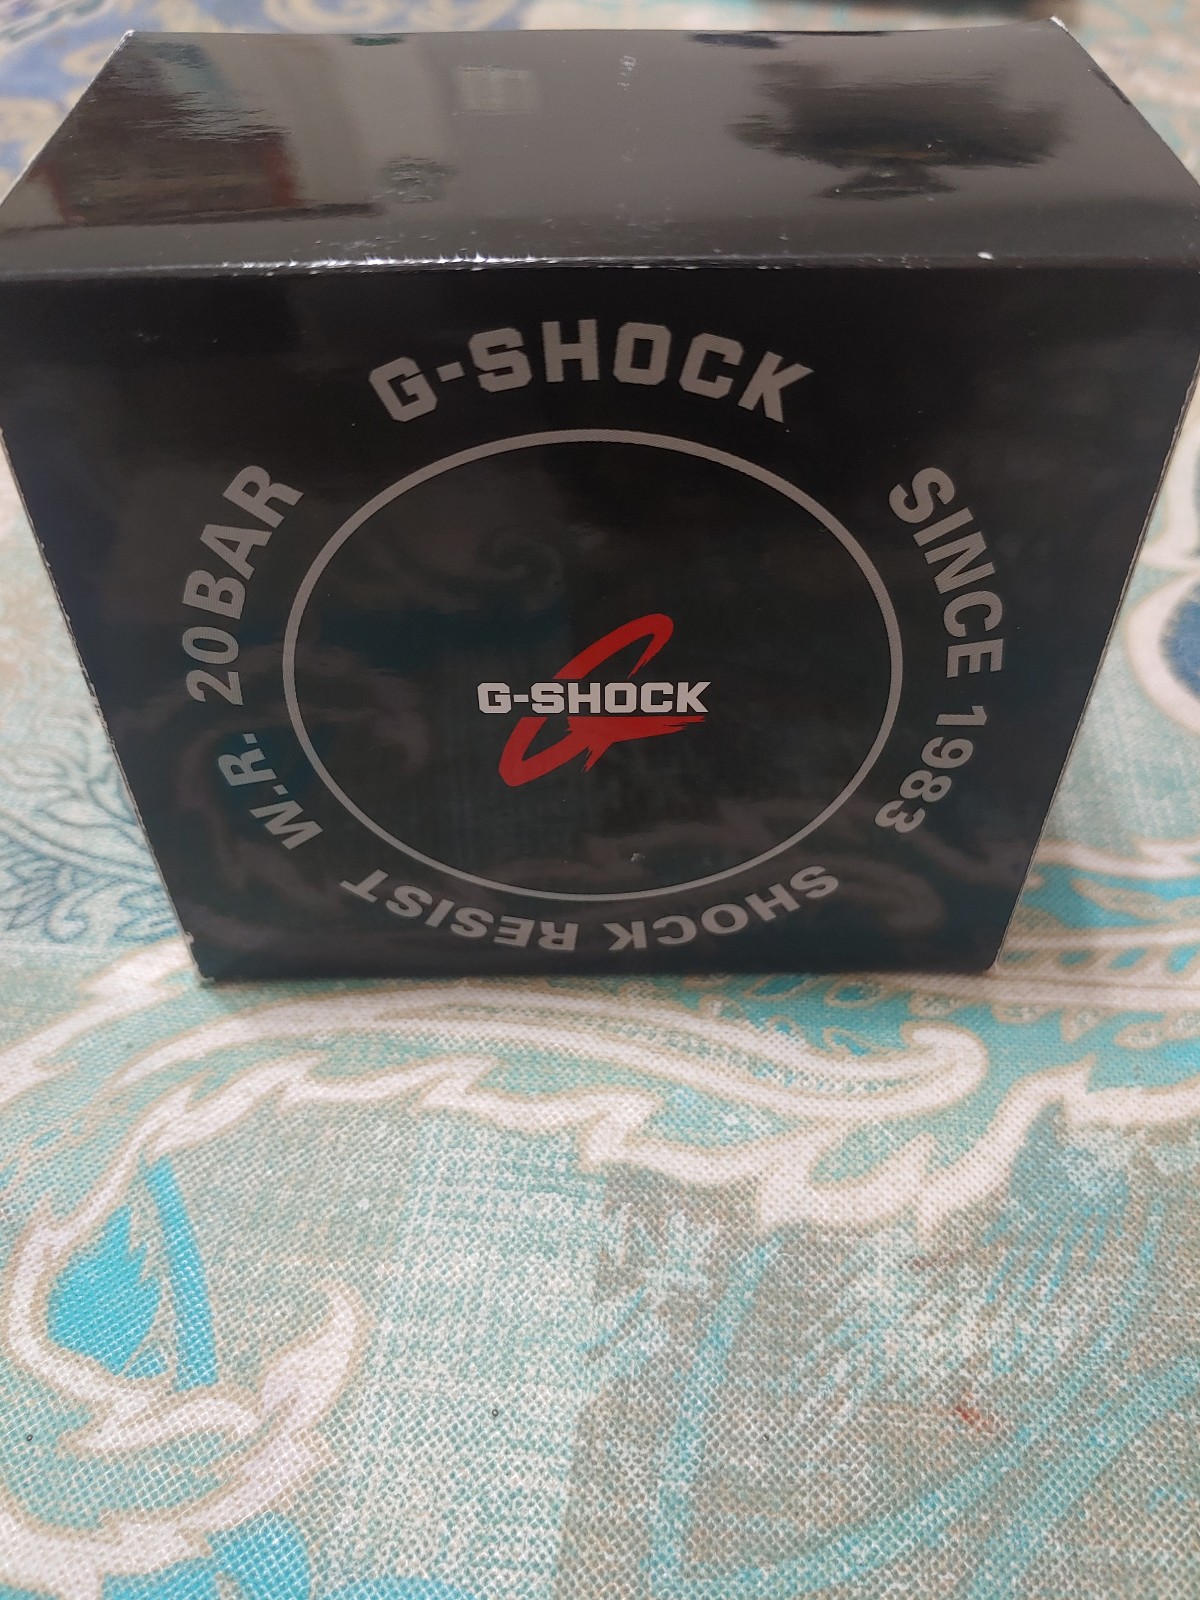 G-SHOCK
SINCE 1983
SHOCK RESIST
W.R. 20BAR
G-SHOCK